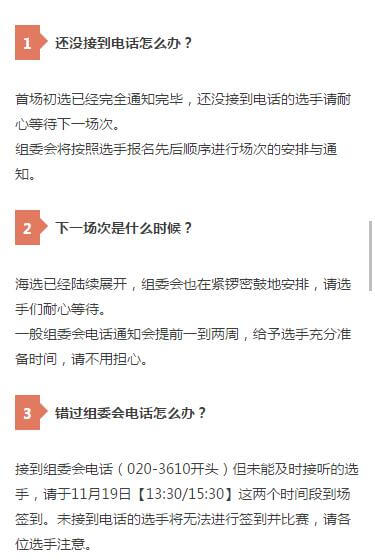 1 还没接到电话怎么办？
首场初选已经完全通知完毕，还没接到电话的选手请耐
心等待下一场次。
组委会将按照选手报名先后顺序进行场次的安排与通
知。
2 下一场次是什么时候？
海选已经陆续展开，组委会也在紧锣密鼓地安排，请选
手们耐心等待。
一般组委会电话通知会提前一到两周，给予选手充分准
备时间，请不用担心。
3 错过组委会电话怎么办？
接到组委会电话（020-3610开头）但未能及时接听的选
手，请于11月19日【13:30/15:30】这两个时间段到场
签到。未接到电话的选手将无法进行签到并比赛，请各
位选手注意。